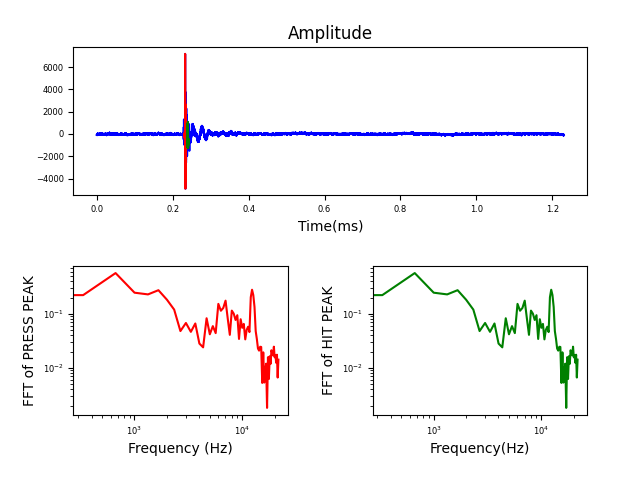 Amplitude
6000
4000
2000
0
−2000
−4000
0.0 0.2 0.4 0.6 0.8 1.0 1.2
Time(ms)
FFT of PRESS PEAK
10⁻¹
10⁻²
10³ 10⁴
Frequency (Hz)
FFT of HIT PEAK
10⁻¹
10⁻²
10³ 10⁴
Frequency(Hz)